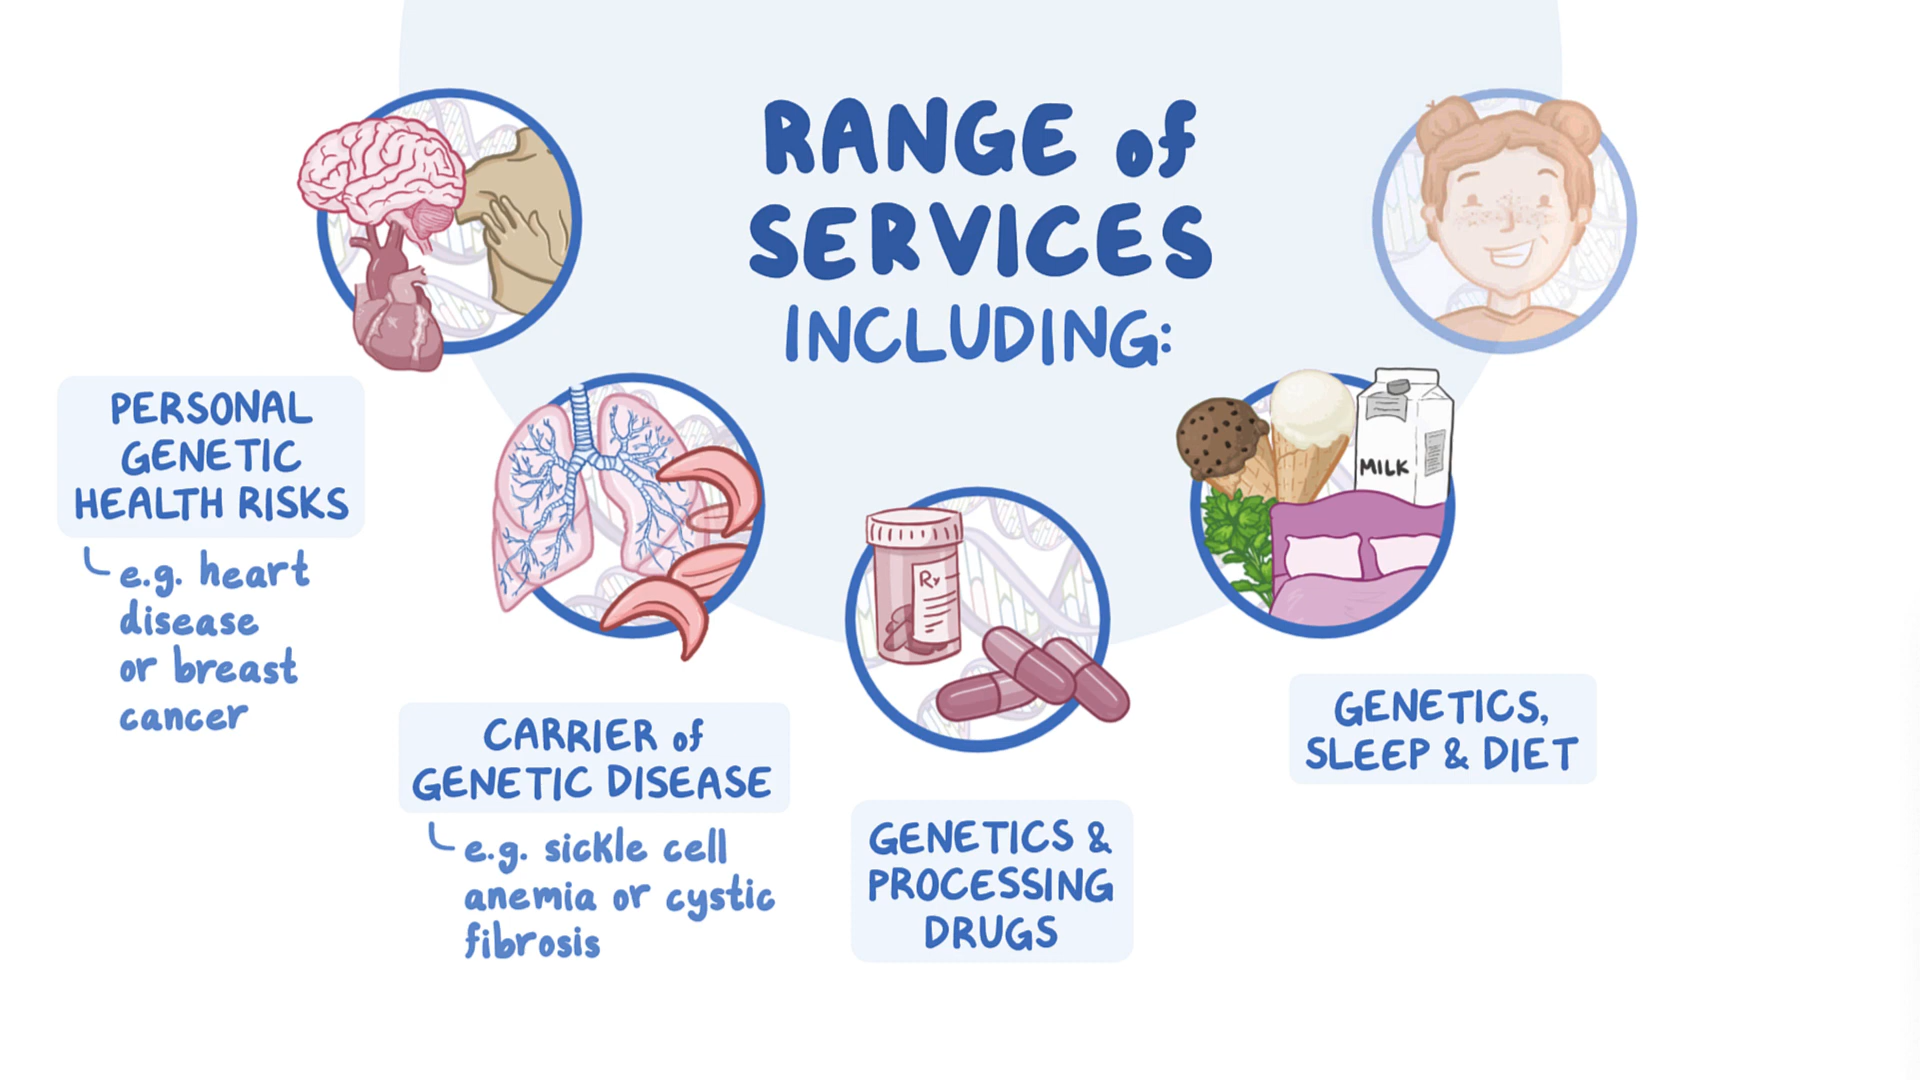 RANGE of
SERVICES
INCLUDING:
PERSONAL
GENETIC
HEALTH RISKS
e.g. heart
disease
or breast
cancer
CARRIER of
GENETIC DISEASE
e.g. sickle cell
anemia or cystic
fibrosis
Rx
GENETICS &
PROCESSING
DRUGS
MILK
GENETICS,
SLEEP & DIET